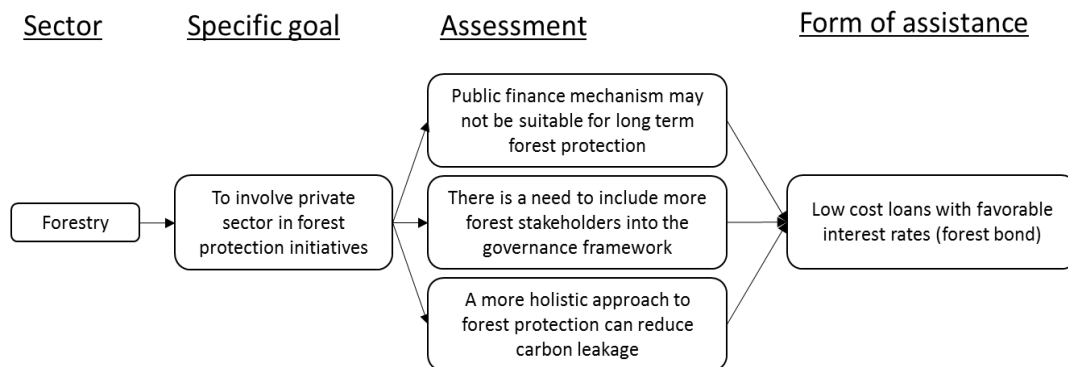 Sector
Specific goal
Assessment
Form of assistance
Forestry
To involve private
sector in forest
protection initiatives
Public finance mechanism may
not be suitable for long term
forest protection
There is a need to include more
forest stakeholders into the
governance framework
A more holistic approach to
forest protection can reduce
carbon leakage
Low cost loans with favorable
interest rates (forest bond)